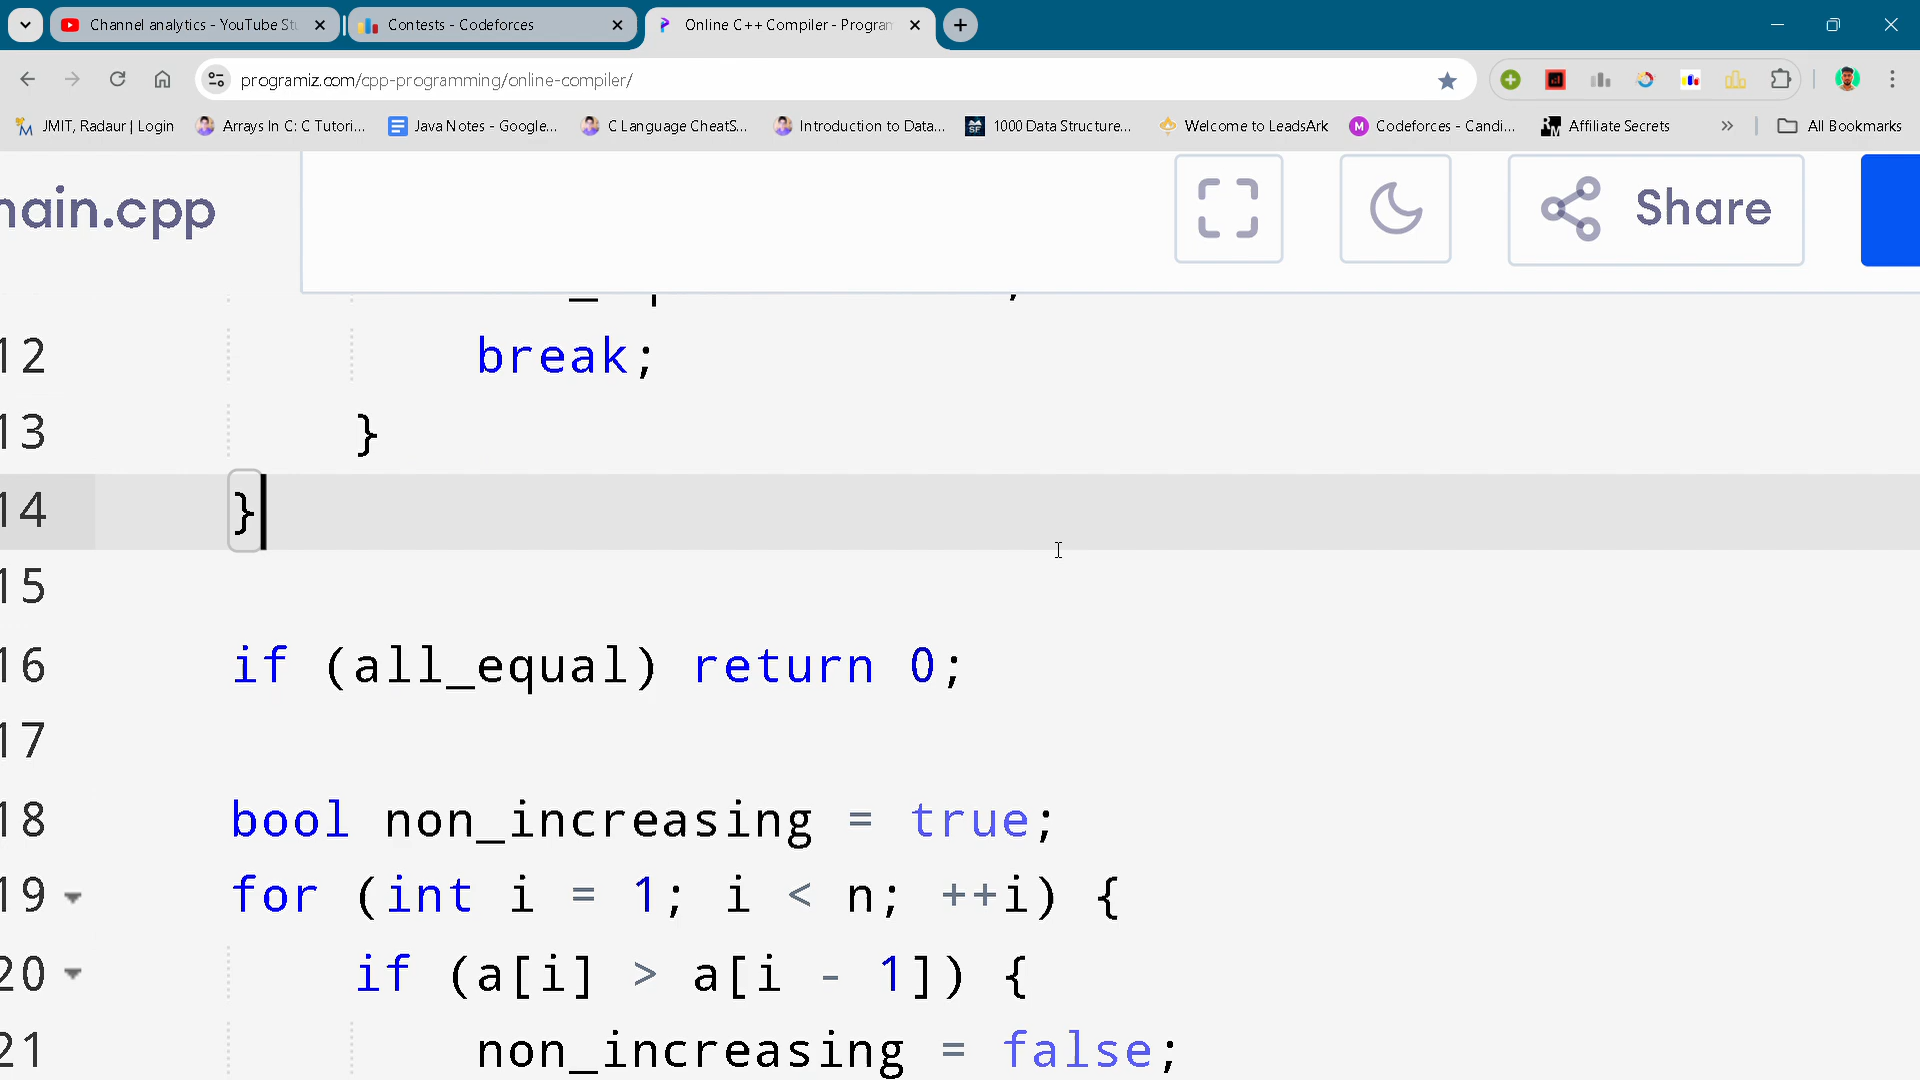 Channel analytics - YouTube Stu
Contests - Codeforces
Online C++ Compiler - Program
programiz.com/cpp-programming/online-compiler/
JMIT, Radaur | Login
Arrays In C: C Tutori...
Java Notes - Google...
C Language CheatS...
Introduction to Data...
1000 Data Structure...
Welcome to LeadsArk
Codeforces - Candi...
Affiliate Secrets
All Bookmarks
main.cpp
Share
12 break;
13 }
14 }
15
16 if (all_equal) return 0;
17
18 bool non_increasing = true;
19 for (int i = 1; i < n; ++i) {
20 if (a[i] > a[i - 1]) {
21 non_increasing = false;